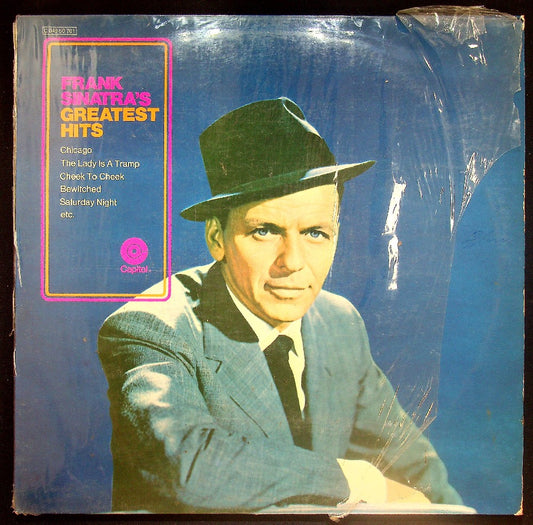 FRANK
SINATRA'S
GREATEST
HITS
Chicago
The Lady Is A Tramp
Cheek To Cheek
Bewitched
Saturday Night
etc.
Capitol